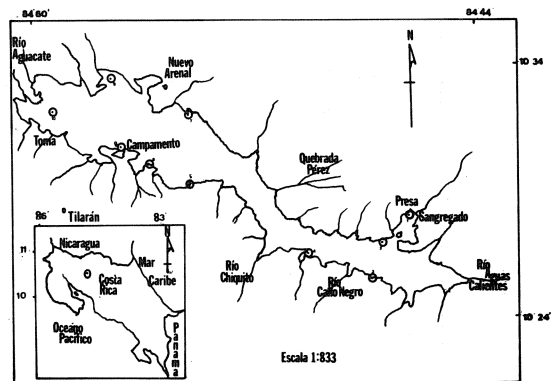 84 60
84 44
Río
Aguacate
Nuevo
Arenal
N
10 34
Toma
Campamento
Quebrada
Pérez
Presa
Sangregado
Tilarán
Río
Chiquito
Río
Caño Negro
Río
Aguas
Calientes
10 24
Escala 1:833
86
83
N
11
10
Nicaragua
Mar
Caribe
Costa
Rica
Oceano
Pacífico
Panama